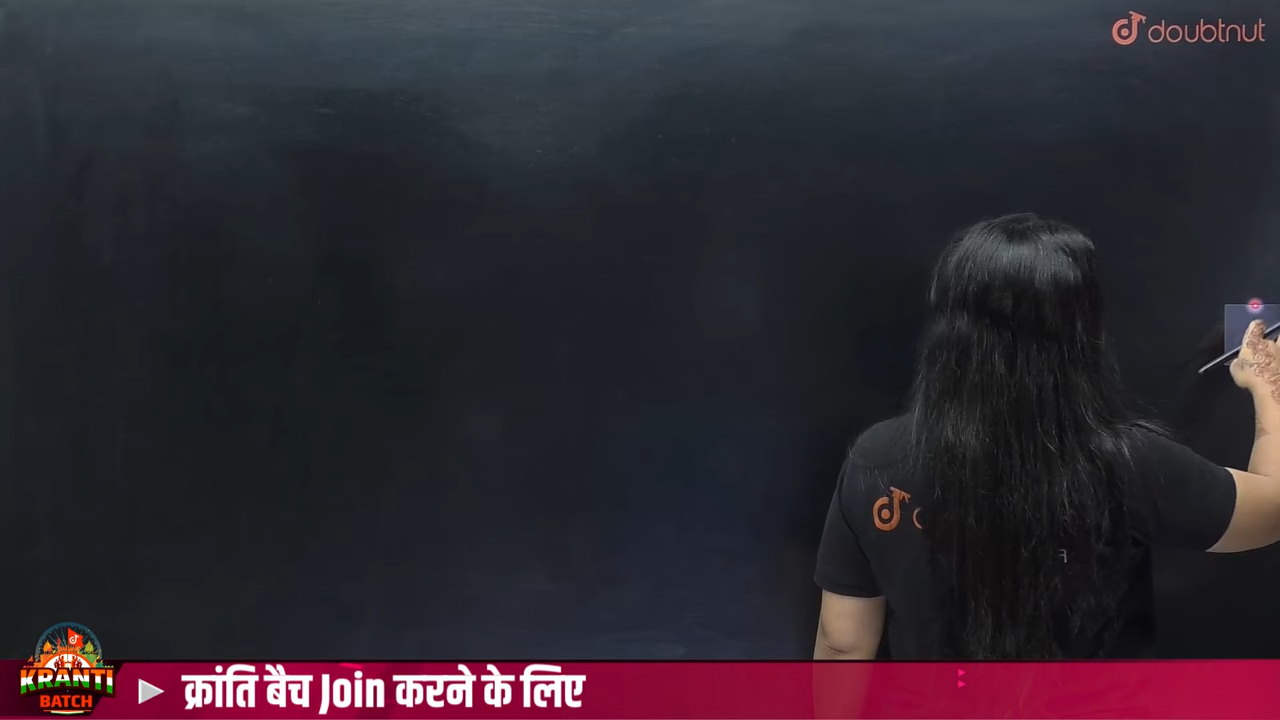 doubtnut
KRANTI
BATCH
क्रांति बैच Join करने के लिए